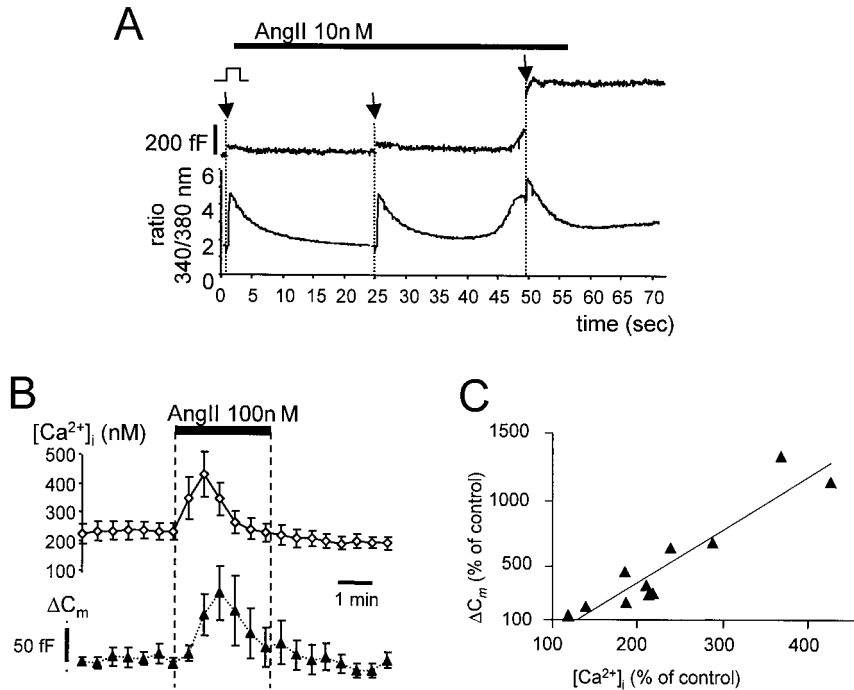 A
AngII 10n M
200 fF
ratio
340/380 nm
6
4
2
0
0 5 10 15 20 25 30 35 40 45 50 55 60 65 70
time (sec)
B
AngII 100n M
[Ca²⁺]ᵢ (nM)
500
400
300
200
100
1 min
ΔCm
50 fF
C
ΔCm (% of control)
1500
1000
500
100
100 200 300 400
[Ca²⁺]ᵢ (% of control)